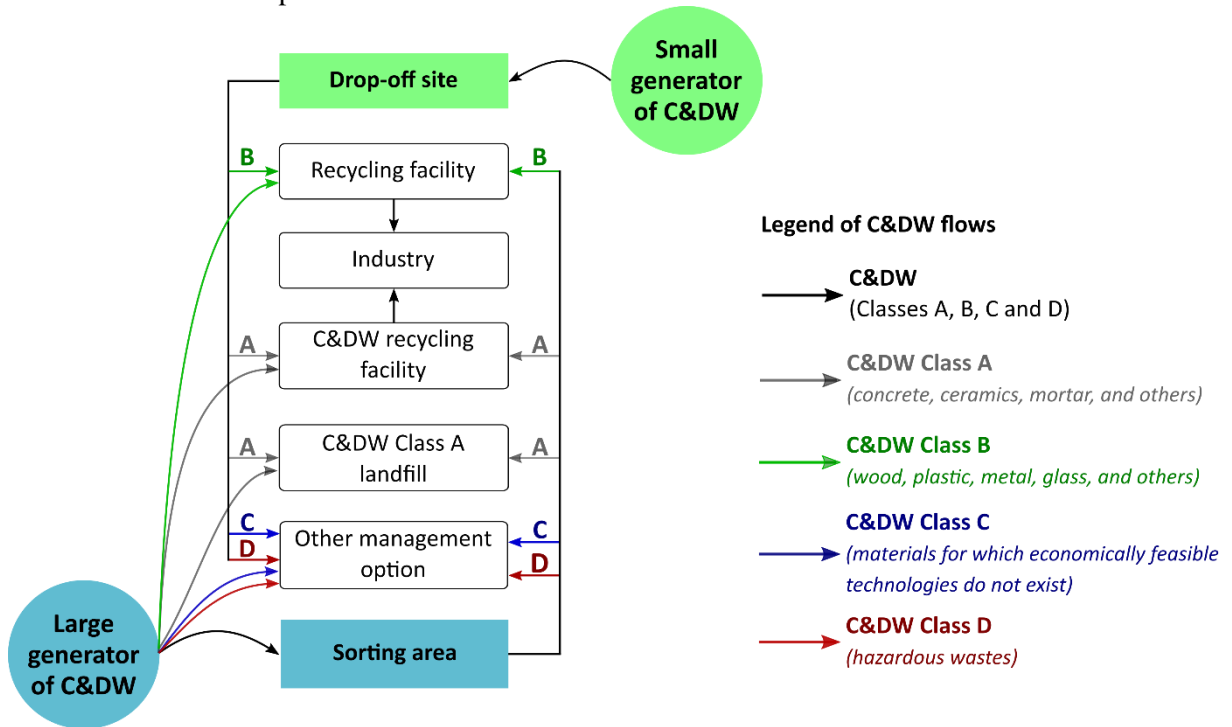 Drop-off site
Small
generator
of C&DW
B
Recycling facility
B
Industry
A
C&DW recycling
facility
A
A
C&DW Class A
landfill
A
C
D
Other management
option
C
D
Large
generator
of C&DW
Sorting area
Legend of C&DW flows
C&DW
(Classes A, B, C and D)
C&DW Class A
(concrete, ceramics, mortar, and others)
C&DW Class B
(wood, plastic, metal, glass, and others)
C&DW Class C
(materials for which economically feasible
technologies do not exist)
C&DW Class D
(hazardous wastes)